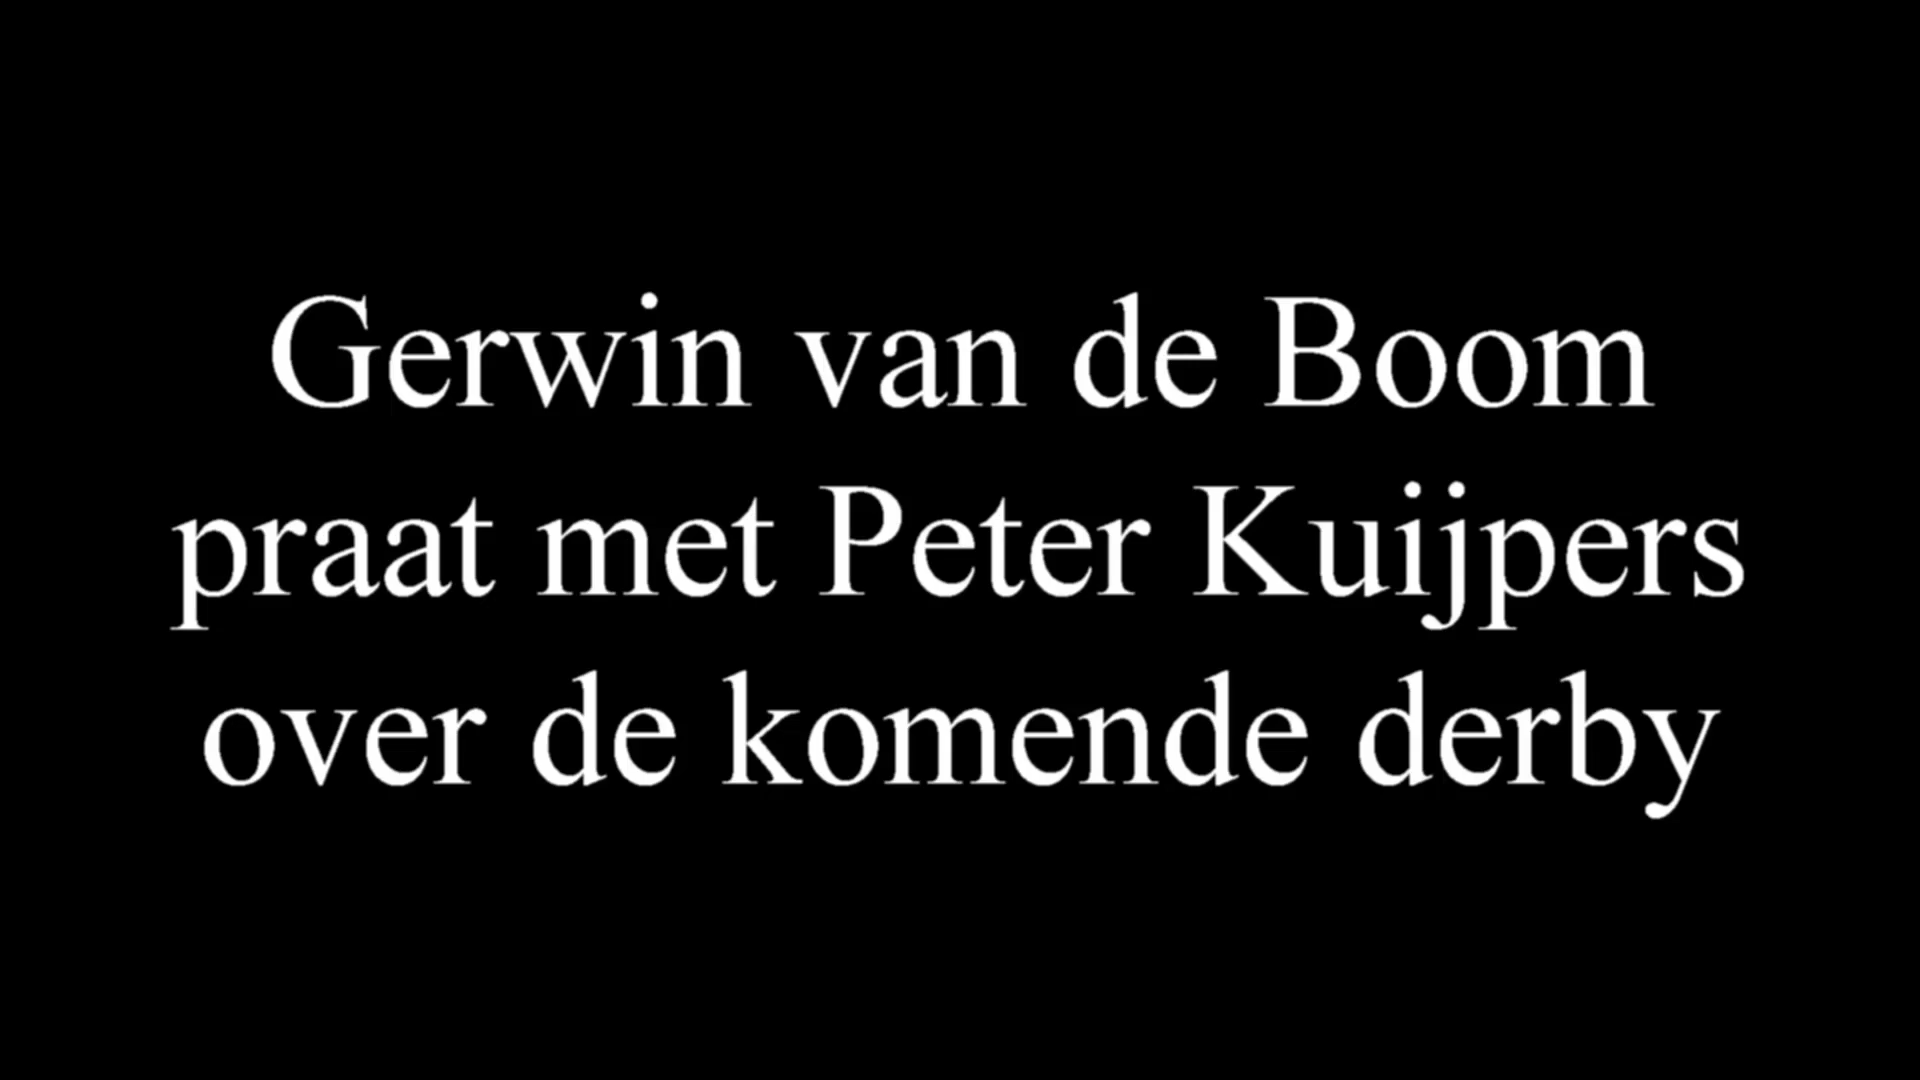 Gerwin van de Boom
praat met Peter Kuijpers
over de komende derby